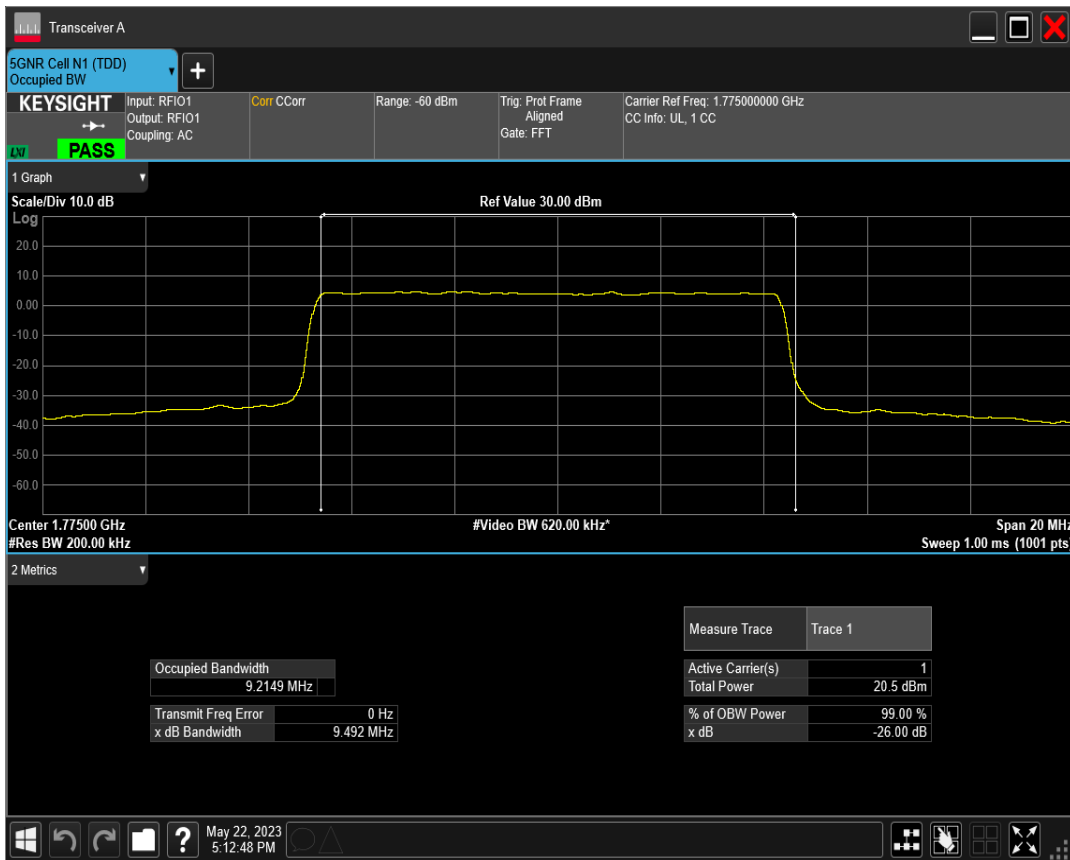 Transceiver A
5GNR Cell N1 (TDD)
Occupied BW
+
KEYSIGHT
LXI
PASS
Input: RFIO1
Output: RFIO1
Coupling: AC
Corr CCorr
Range: -60 dBm
Trig: Prot Frame
Aligned
Gate: FFT
Carrier Ref Freq: 1.775000000 GHz
CC Info: UL, 1 CC
1 Graph
Scale/Div 10.0 dB
Ref Value 30.00 dBm
Log
20.0
10.0
0.00
-10.0
-20.0
-30.0
-40.0
-50.0
-60.0
Center 1.77500 GHz
#Video BW 620.00 kHz*
Span 20 MHz
#Res BW 200.00 kHz
Sweep 1.00 ms (1001 pts)
2 Metrics
Measure Trace Trace 1
Occupied Bandwidth
9.2149 MHz
Active Carrier(s) 1
Total Power 20.5 dBm
Transmit Freq Error 0 Hz
x dB Bandwidth 9.492 MHz
% of OBW Power 99.00 %
x dB -26.00 dB
?
May 22, 2023
5:12:48 PM